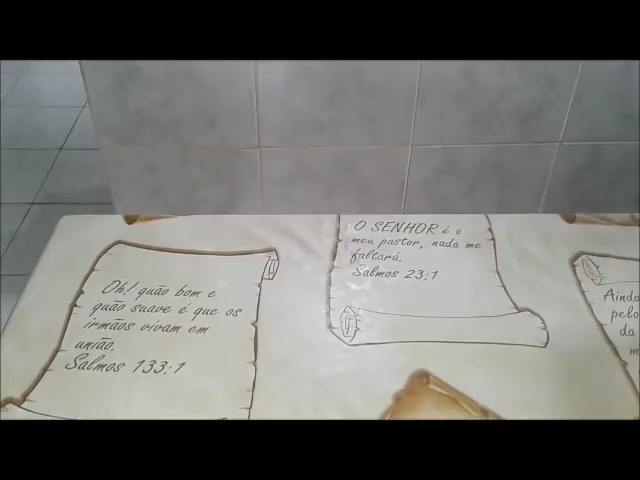 Oh! quão bom e
quão suave é que os
irmãos vivam em
união.
Salmos 133:1
O SENHOR é o
meu pastor, nada me
faltará.
Salmos 23:1
Ainda
pelo
da
m